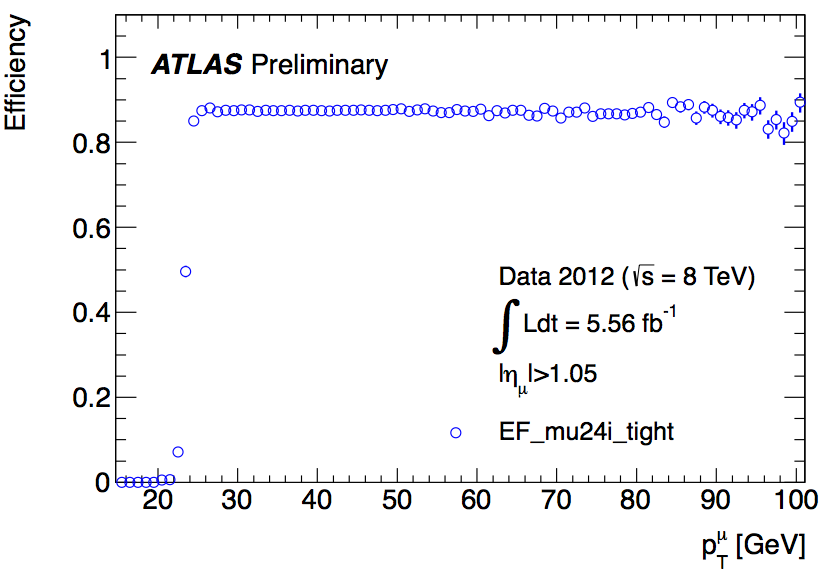 Efficiency
1
0.8
0.6
0.4
0.2
0
ATLAS Preliminary
Data 2012 (√s = 8 TeV)
∫ Ldt = 5.56 fb⁻¹
|η_μ|>1.05
EF_mu24i_tight
20 30 40 50 60 70 80 90 100
p_T^μ [GeV]